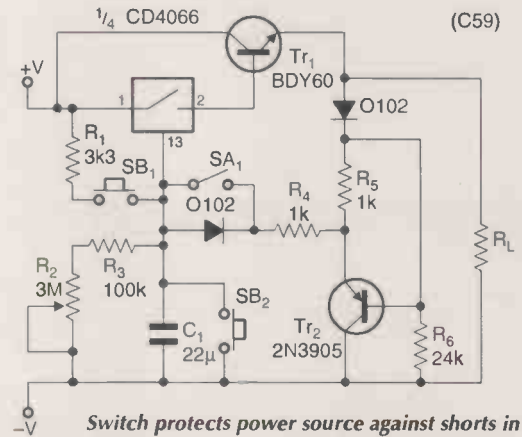 ¼ CD4066
(C59)
Tr₁
BDY60
+V
1
2
13
O102
R₁
3k3
SB₁
SA₁
O102
R₄
1k
R₅
1k
R_L
R₂
3M
R₃
100k
C₁
22μ
SB₂
Tr₂
2N3905
R₆
24k
−V
Switch protects power source against shorts in